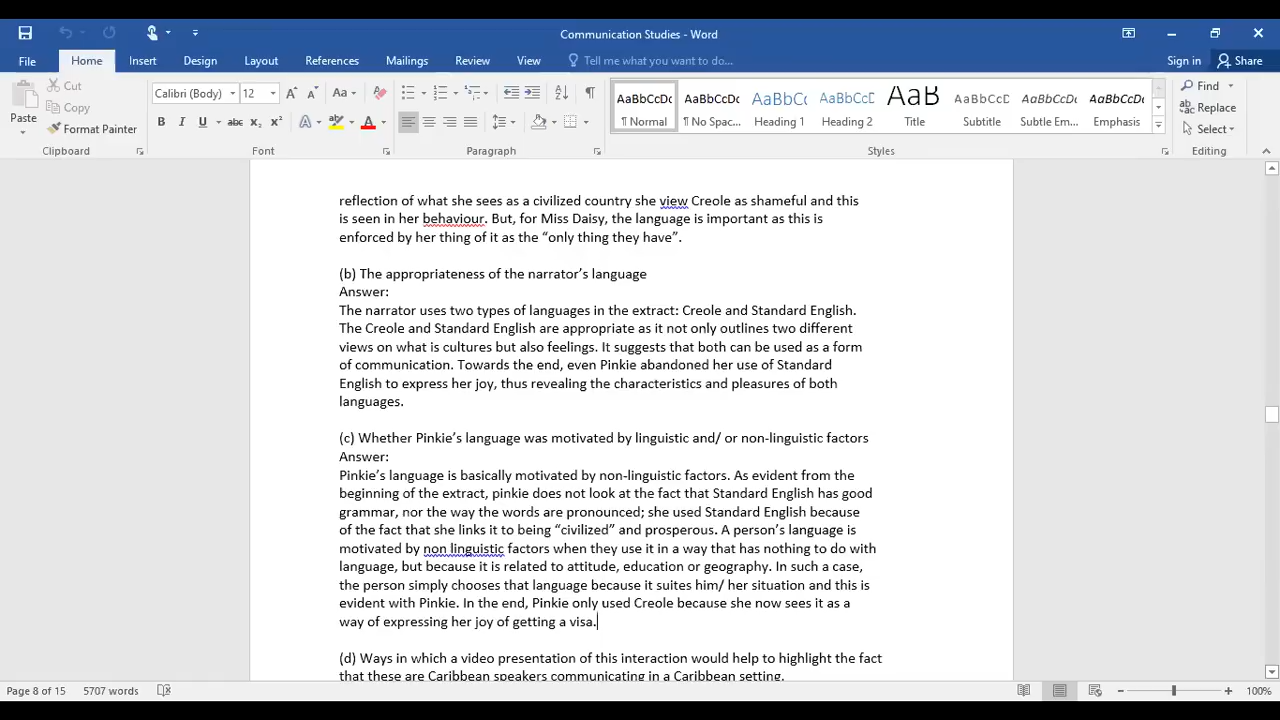 Communication Studies - Word
File Home Insert Design Layout References Mailings Review View Tell me what you want to do... Sign in Share
Paste Cut Copy Format Painter Clipboard
Calibri (Body) 12 Font
Paragraph
AaBbCcDc ¶ Normal
AaBbCcDc ¶ No Spac...
AaBbCc Heading 1
AaBbCcC Heading 2
AaB Title
AaBbCcC Subtitle
AaBbCcDc Subtle Em...
AaBbCcDc Emphasis
Styles
Find Replace Select Editing
reflection of what she sees as a civilized country she view Creole as shameful and this
is seen in her behaviour. But, for Miss Daisy, the language is important as this is
enforced by her thing of it as the “only thing they have”.
(b) The appropriateness of the narrator’s language
Answer:
The narrator uses two types of languages in the extract: Creole and Standard English.
The Creole and Standard English are appropriate as it not only outlines two different
views on what is cultures but also feelings. It suggests that both can be used as a form
of communication. Towards the end, even Pinkie abandoned her use of Standard
English to express her joy, thus revealing the characteristics and pleasures of both
languages.
(c) Whether Pinkie’s language was motivated by linguistic and/ or non-linguistic factors
Answer:
Pinkie’s language is basically motivated by non-linguistic factors. As evident from the
beginning of the extract, pinkie does not look at the fact that Standard English has good
grammar, nor the way the words are pronounced; she used Standard English because
of the fact that she links it to being “civilized” and prosperous. A person’s language is
motivated by non linguistic factors when they use it in a way that has nothing to do with
language, but because it is related to attitude, education or geography. In such a case,
the person simply chooses that language because it suites him/ her situation and this is
evident with Pinkie. In the end, Pinkie only used Creole because she now sees it as a
way of expressing her joy of getting a visa.
(d) Ways in which a video presentation of this interaction would help to highlight the fact
that these are Caribbean speakers communicating in a Caribbean setting.
Page 8 of 15 5707 words 100%